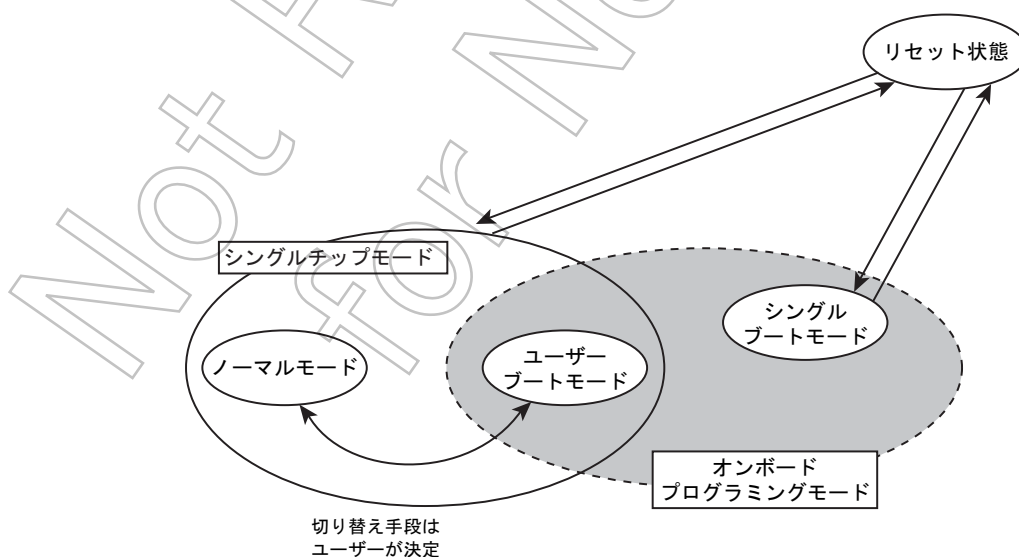 Not R
for No
リセット状態
シングルチップモード
シングル
ブートモード
ノーマルモード
ユーザー
ブートモード
オンボード
プログラミングモード
切り替え手段は
ユーザーが決定